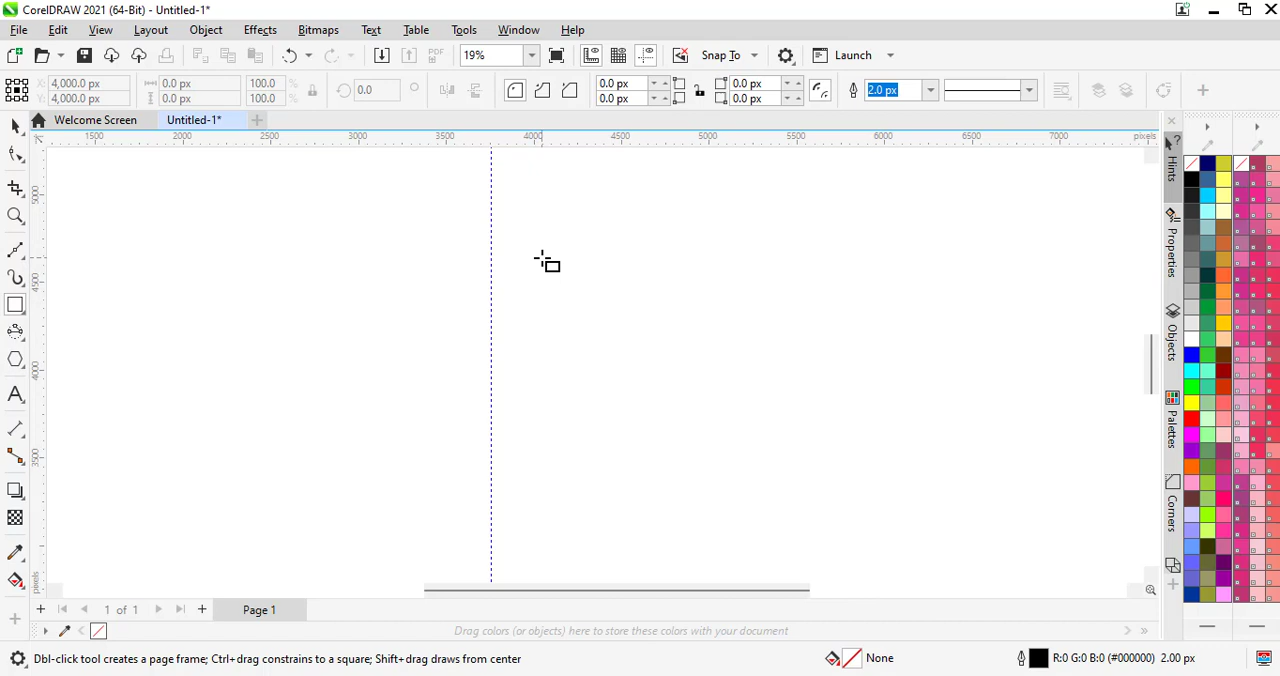 CorelDRAW 2021 (64-Bit) - Untitled-1*
File Edit View Layout Object Effects Bitmaps Text Table Tools Window Help
19% PDF Snap To Launch
X: 4,000.0 px 0.0 px 100.0 % 0.0 0.0 px 0.0 px 2.0 px
Y: 4,000.0 px 0.0 px 100.0 % 0.0 px 0.0 px
Welcome Screen Untitled-1*
1500 2000 2500 3000 3500 4000 4500 5000 5500 6000 6500 7000 pixels
5000
4500
4000
3500
pixels
Hints
Properties
Objects
Palettes
Corners
1 of 1 Page 1
Drag colors (or objects) here to store these colors with your document
Dbl-click tool creates a page frame; Ctrl+drag constrains to a square; Shift+drag draws from center None R:0 G:0 B:0 (#000000) 2.00 px